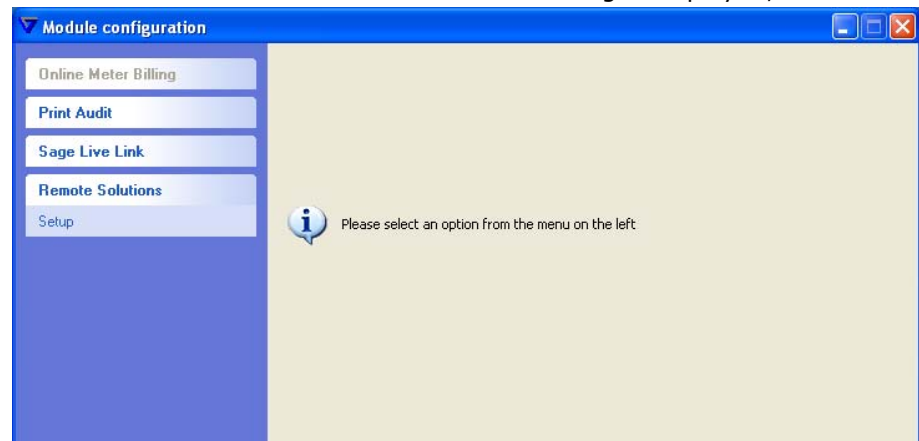 Module configuration
Online Meter Billing
Print Audit
Sage Live Link
Remote Solutions
Setup
Please select an option from the menu on the left